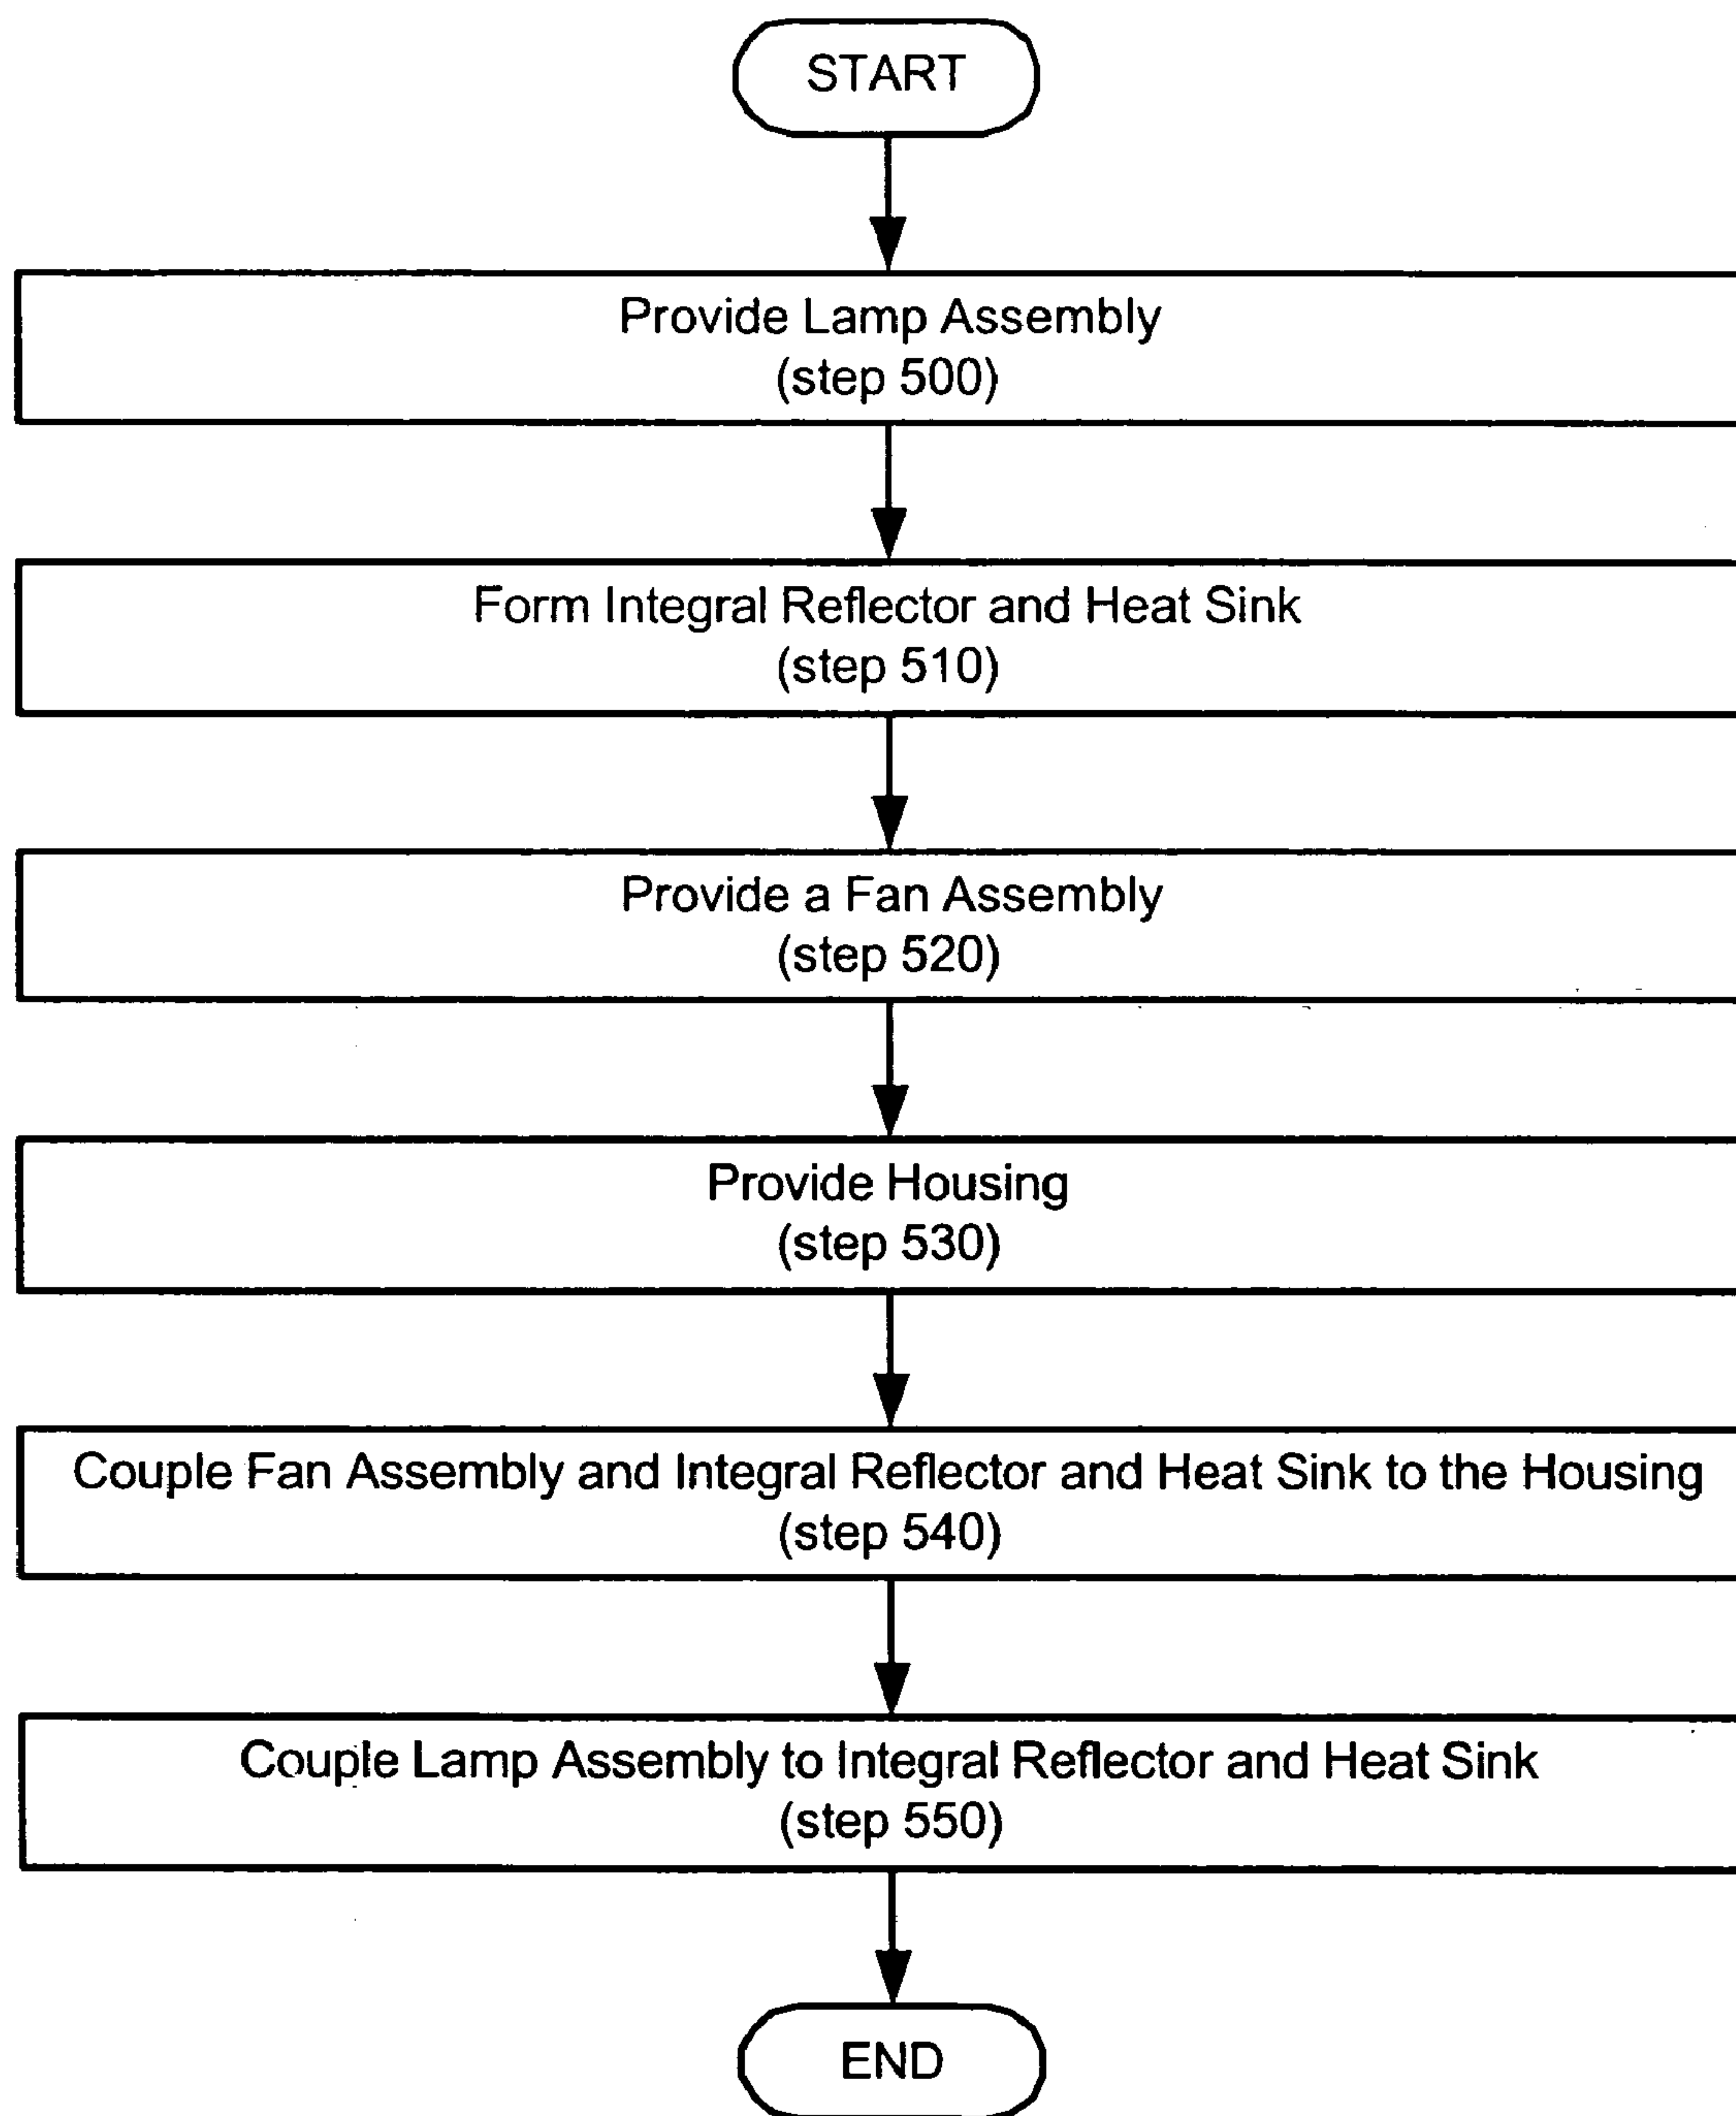 START
Provide Lamp Assembly
(step 500)
Form Integral Reflector and Heat Sink
(step 510)
Provide a Fan Assembly
(step 520)
Provide Housing
(step 530)
Couple Fan Assembly and Integral Reflector and Heat Sink to the Housing
(step 540)
Couple Lamp Assembly to Integral Reflector and Heat Sink
(step 550)
END